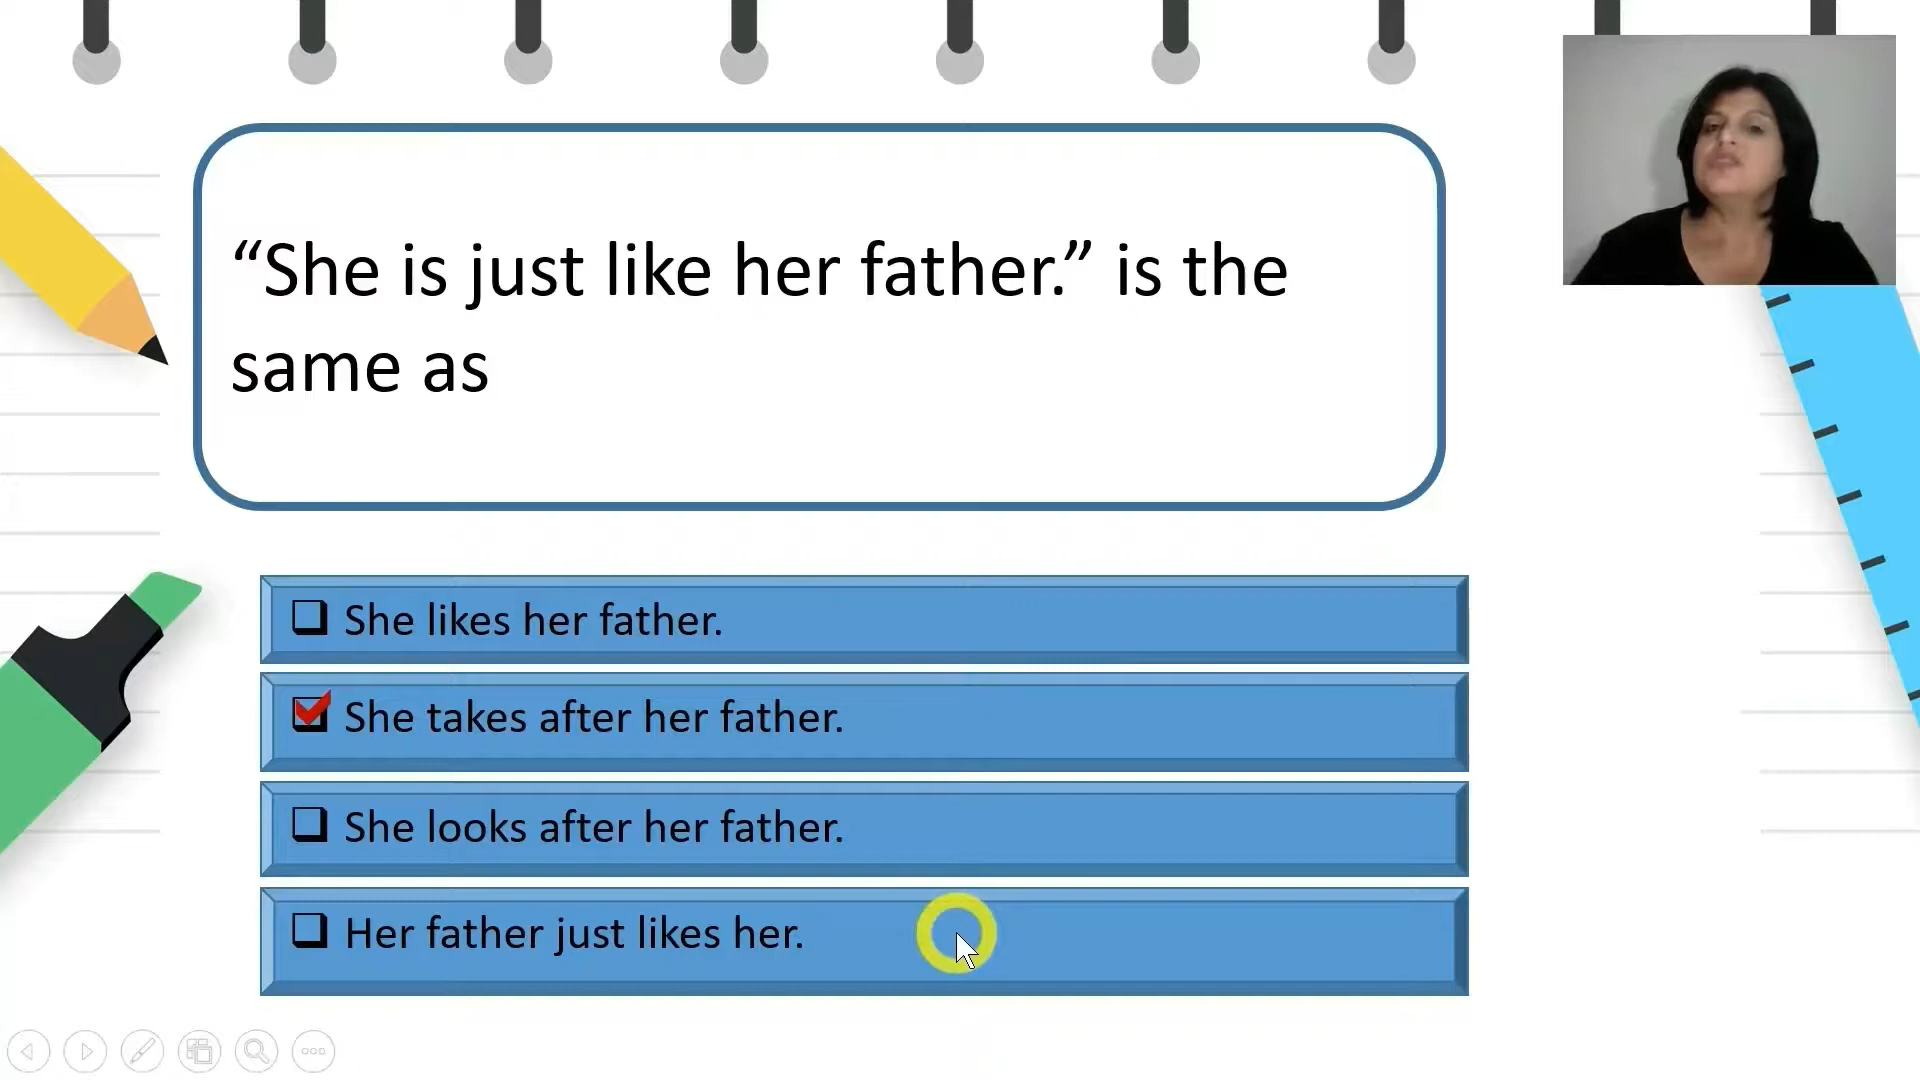 “She is just like her father.” is the
same as
She likes her father.
She takes after her father.
She looks after her father.
Her father just likes her.